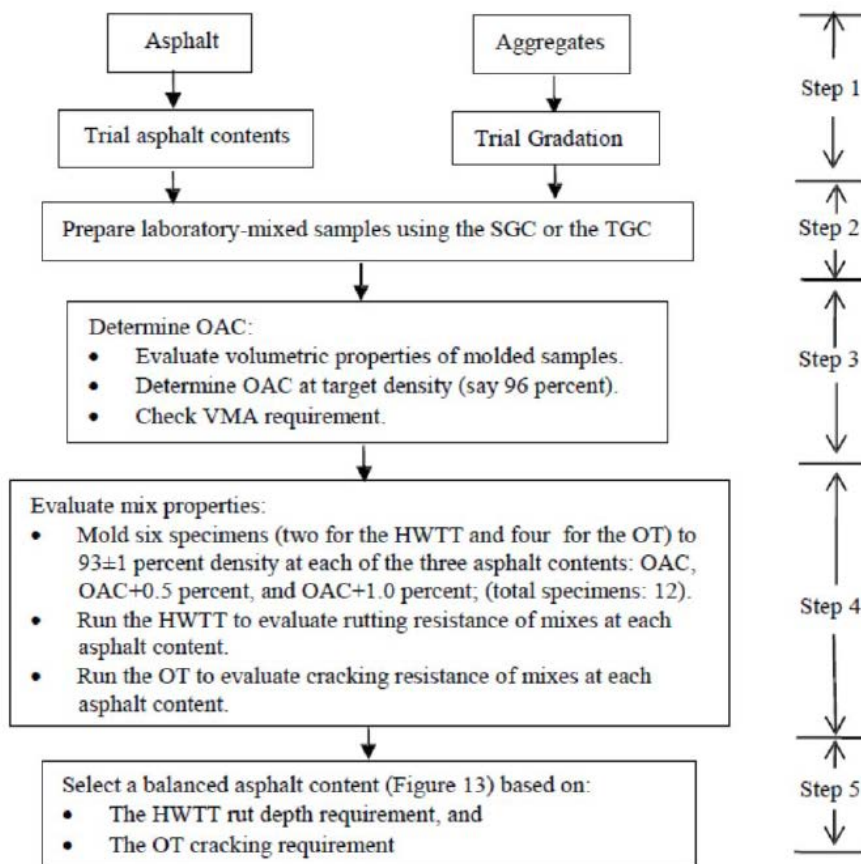 Asphalt
Aggregates
Step 1
Trial asphalt contents
Trial Gradation
Prepare laboratory-mixed samples using the SGC or the TGC
Step 2
Determine OAC:
• Evaluate volumetric properties of molded samples.
• Determine OAC at target density (say 96 percent).
• Check VMA requirement.
Step 3
Evaluate mix properties:
• Mold six specimens (two for the HWTT and four for the OT) to
93±1 percent density at each of the three asphalt contents: OAC,
OAC+0.5 percent, and OAC+1.0 percent; (total specimens: 12).
• Run the HWTT to evaluate rutting resistance of mixes at each
asphalt content.
• Run the OT to evaluate cracking resistance of mixes at each
asphalt content.
Step 4
Select a balanced asphalt content (Figure 13) based on:
• The HWTT rut depth requirement, and
• The OT cracking requirement
Step 5